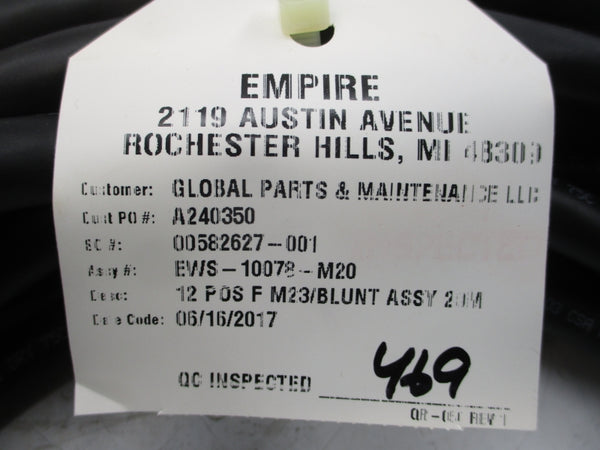 EMPIRE
2119 AUSTIN AVENUE
ROCHESTER HILLS, MI 48309
Customer: GLOBAL PARTS & MAINTENANCE LLC
Cust PO #: A240350
SO #: 00582627-001
Assy #: EWS-10078-M20
Desc: 12 POS F M23/BLUNT ASSY 20M
Date Code: 06/16/2017
QC INSPECTED 469
REV 1